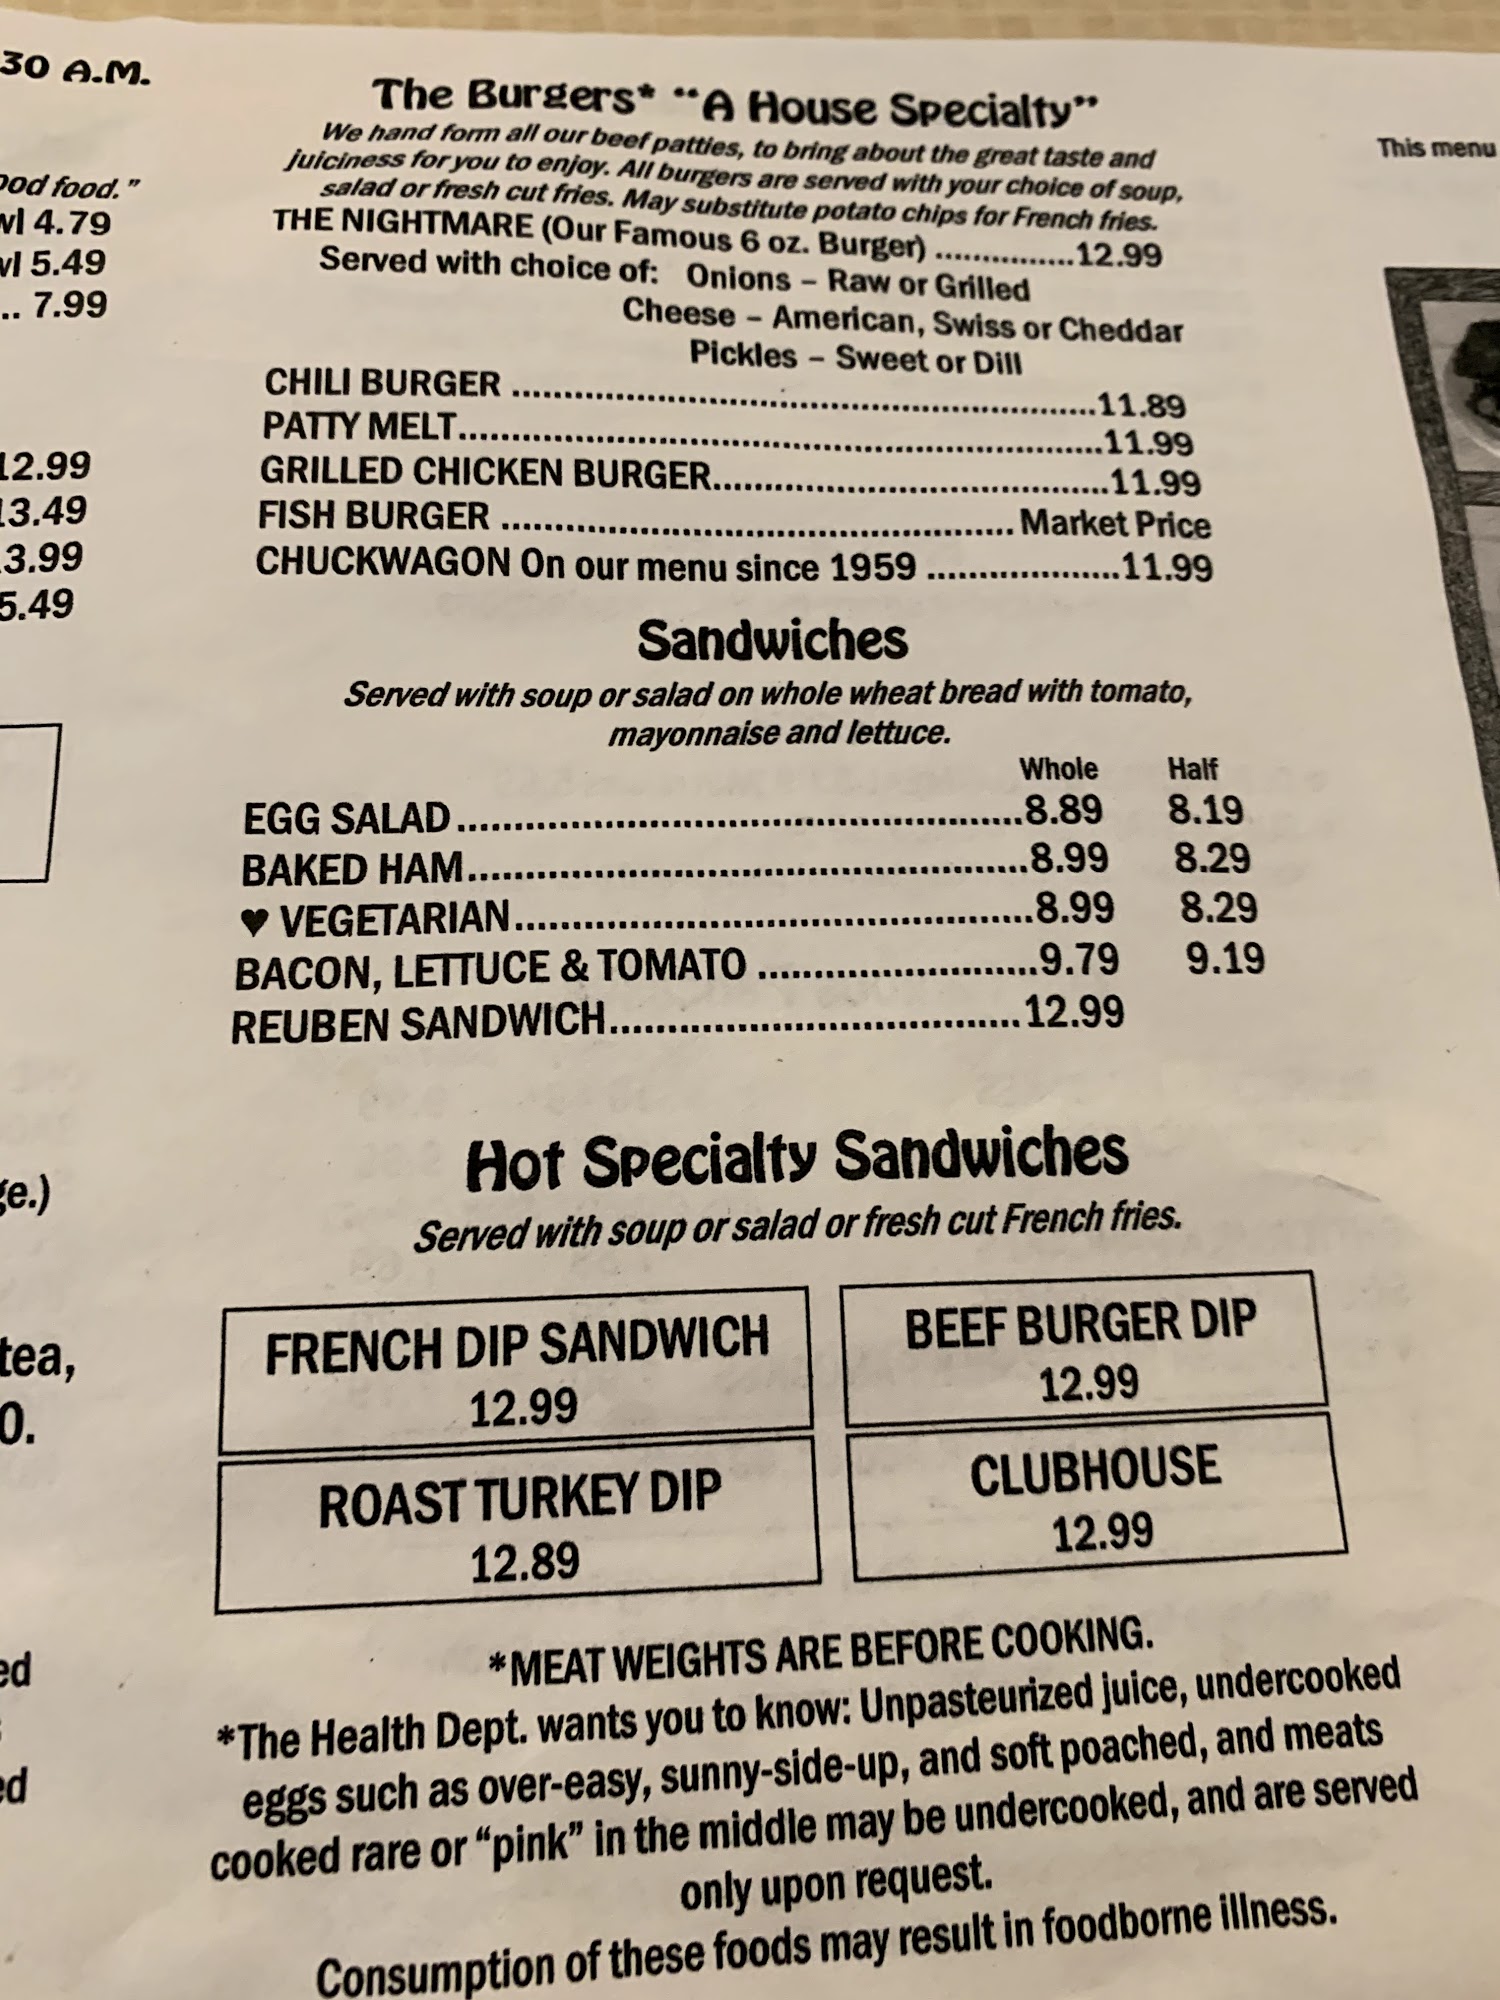 30 A.M.
ood food."
wl 4.79
wl 5.49
... 7.99
12.99
13.49
3.99
5.49
ge.)
tea,
0.
ed
ed
The Burgers* "A House Specialty"
We hand form all our beef patties, to bring about the great taste and
juiciness for you to enjoy. All burgers are served with your choice of soup,
salad or fresh cut fries. May substitute potato chips for French fries.
THE NIGHTMARE (Our Famous 6 oz. Burger) ...............12.99
Served with choice of: Onions – Raw or Grilled
Cheese – American, Swiss or Cheddar
Pickles – Sweet or Dill
CHILI BURGER ........................................................11.89
PATTY MELT.............................................................11.99
GRILLED CHICKEN BURGER......................................11.99
FISH BURGER ................................................. Market Price
CHUCKWAGON On our menu since 1959 ...................11.99
Sandwiches
Served with soup or salad on whole wheat bread with tomato,
mayonnaise and lettuce.
Whole Half
EGG SALAD.................................................8.89 8.19
BAKED HAM................................................8.99 8.29
♥ VEGETARIAN.............................................8.99 8.29
BACON, LETTUCE & TOMATO ........................9.79 9.19
REUBEN SANDWICH....................................12.99
Hot Specialty Sandwiches
Served with soup or salad or fresh cut French fries.
FRENCH DIP SANDWICH
12.99
BEEF BURGER DIP
12.99
ROAST TURKEY DIP
12.89
CLUBHOUSE
12.99
*MEAT WEIGHTS ARE BEFORE COOKING.
*The Health Dept. wants you to know: Unpasteurized juice, undercooked
eggs such as over-easy, sunny-side-up, and soft poached, and meats
cooked rare or "pink" in the middle may be undercooked, and are served
only upon request.
Consumption of these foods may result in foodborne illness.
This menu